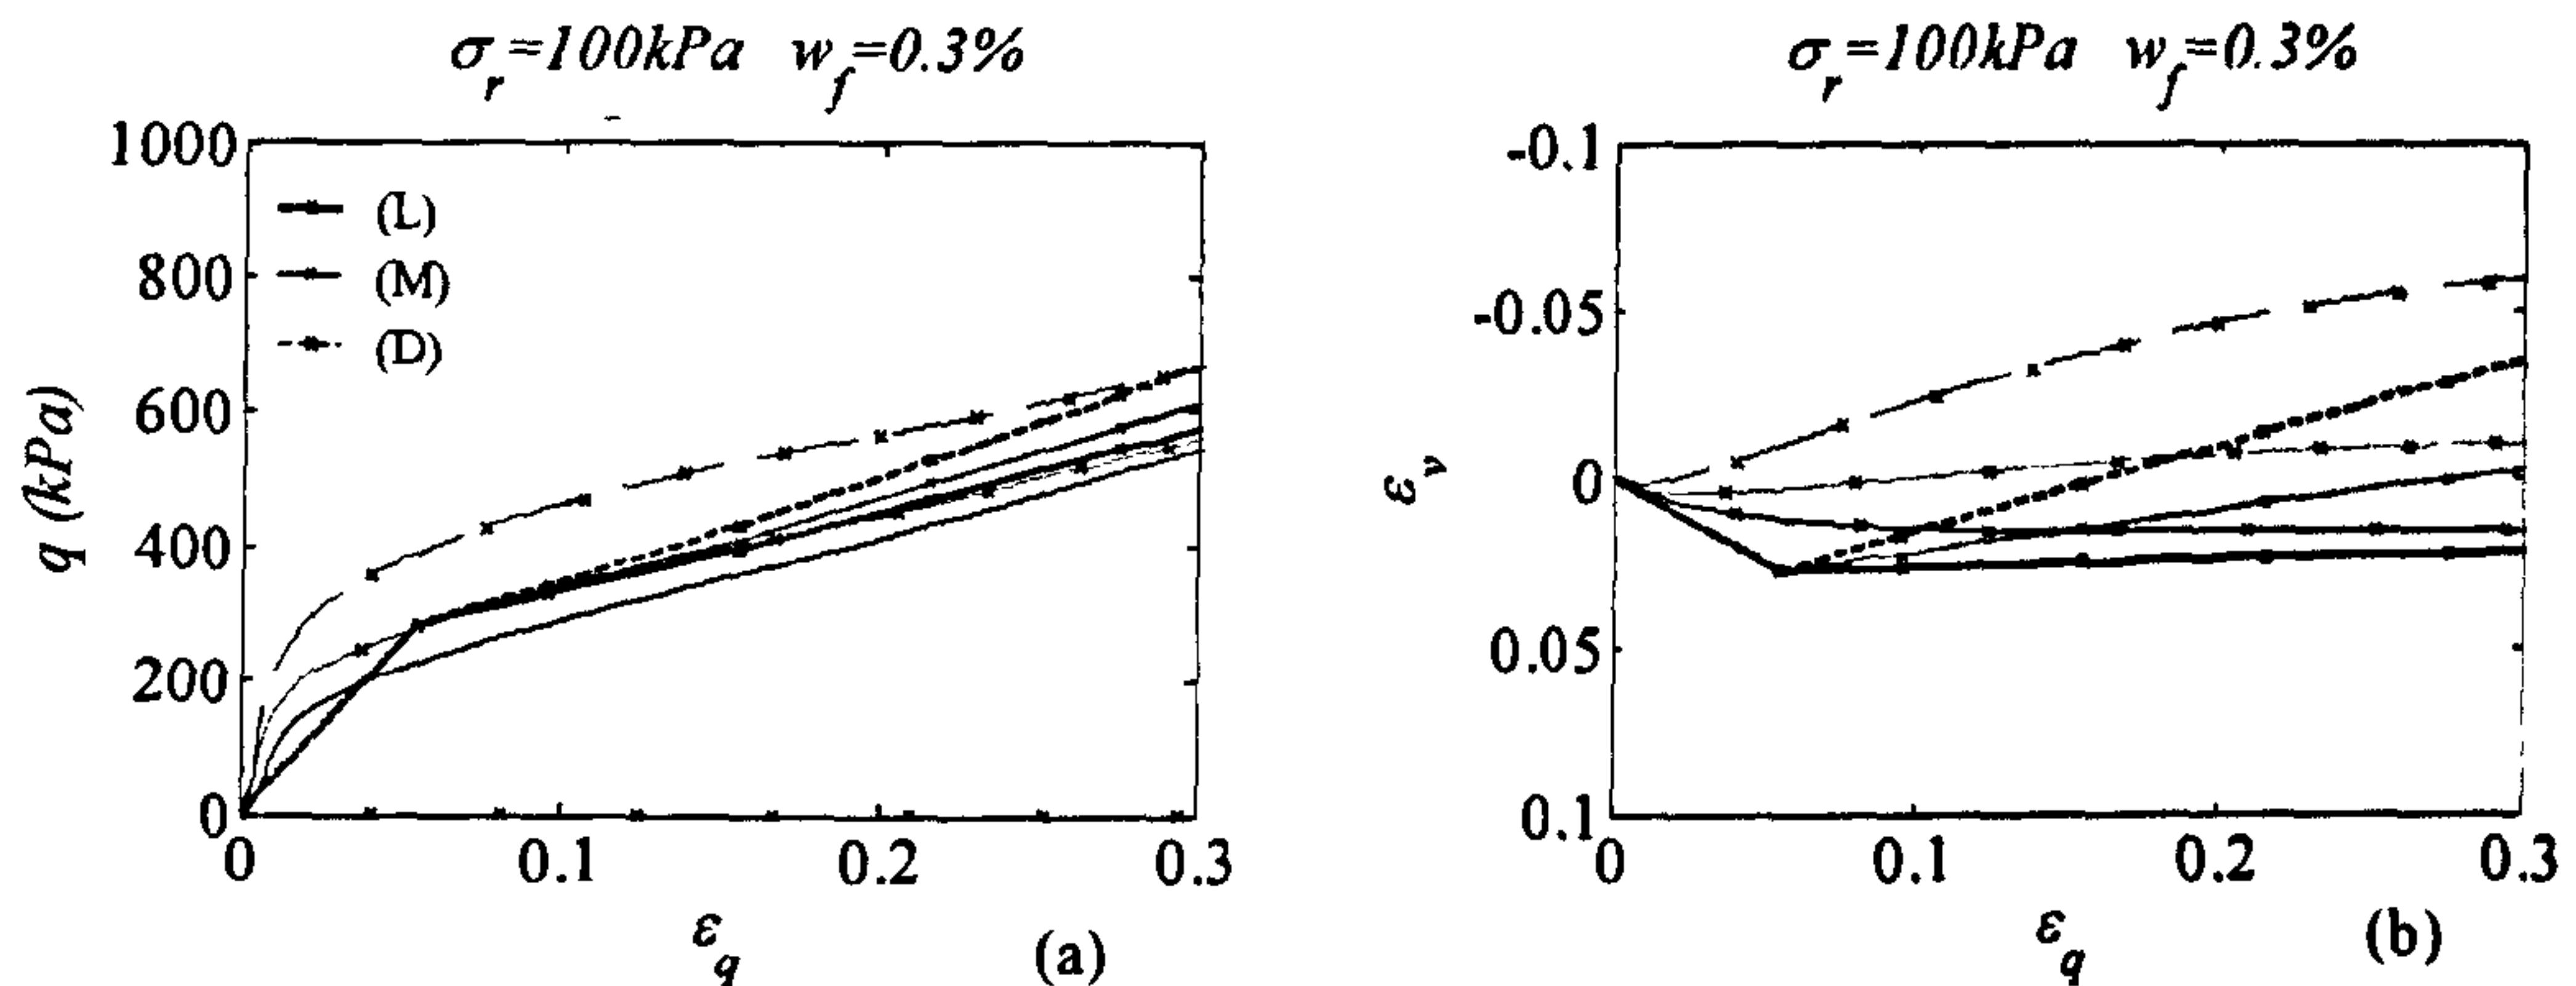 σr=100kPa wf=0.3%
1000
800
600
400
200
0
q (kPa)
(L)
(M)
(D)
0 0.1 0.2 0.3
εq
(a)
σr=100kPa wf=0.3%
-0.1
-0.05
0
0.05
0.1
εv
0 0.1 0.2 0.3
εq
(b)